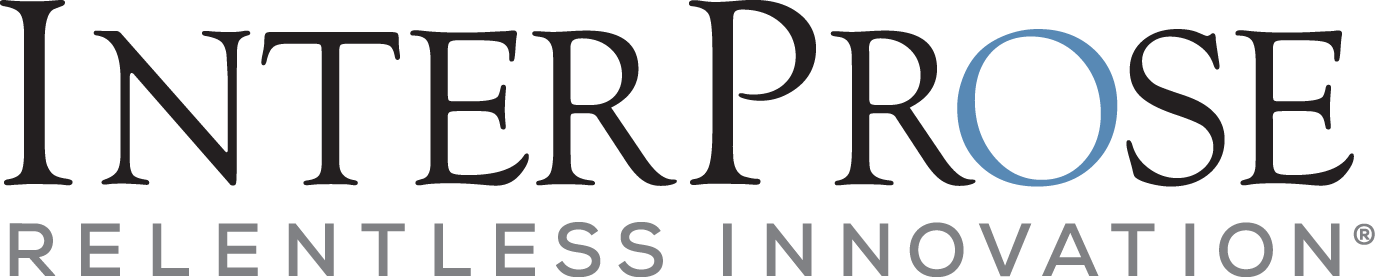 INTERPROSE
RELENTLESS INNOVATION®